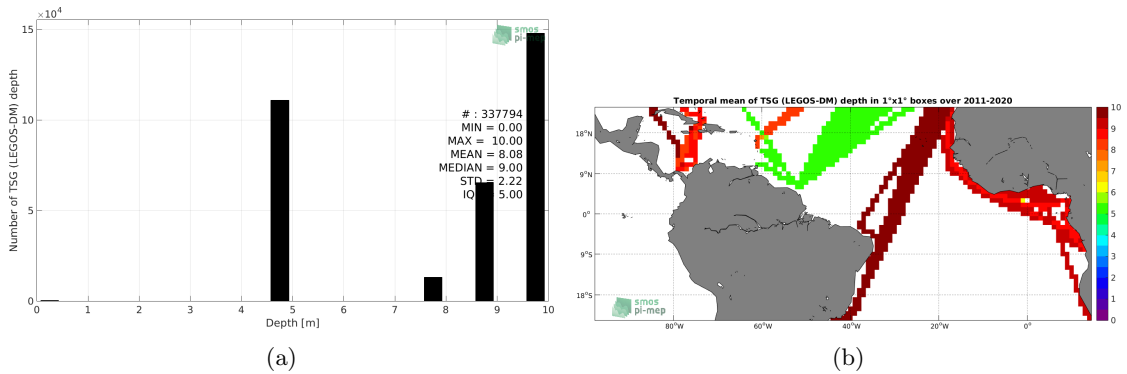 ×10⁴
15
10
5
0
Number of TSG (LEGOS-DM) depth
smos
pi-mep
# : 337794
MIN = 0.00
MAX = 10.00
MEAN = 8.08
MEDIAN = 9.00
STD = 2.22
IQ 5.00
0 1 2 3 4 5 6 7 8 9 10
Depth [m]
(a)
Temporal mean of TSG (LEGOS-DM) depth in 1°x1° boxes over 2011-2020
18°N
9°N
0°
9°S
18°S
80°W 60°W 40°W 20°W 0°
smos
pi-mep
10
9
8
7
6
5
4
3
2
1
0
(b)